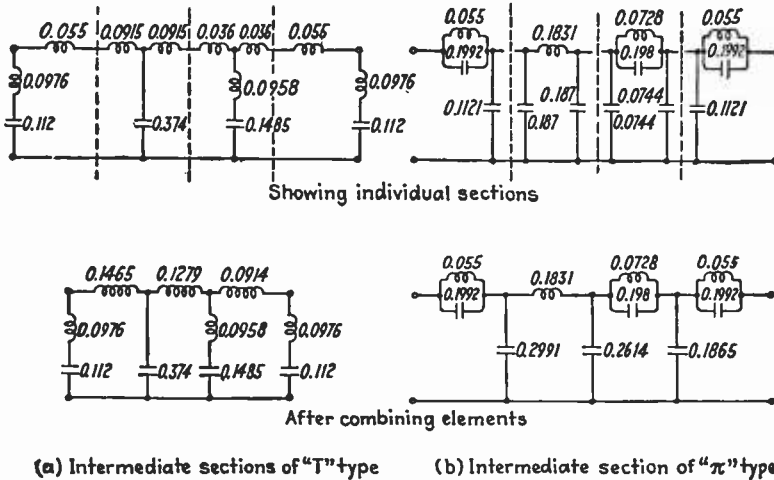 0.055 0.0915 0.0915 0.036 0.036 0.055
0.0976 0.0958 0.0976
0.112 0.374 0.1485 0.112
0.055 0.1831 0.0728 0.055
0.1992 0.198 0.1992
0.1121 0.187 0.187 0.0744 0.0744 0.1121
Showing individual sections
0.1465 0.1279 0.0914
0.0976 0.0958 0.0976
0.112 0.374 0.1485 0.112
0.055 0.1831 0.0728 0.055
0.1992 0.198 0.1992
0.2991 0.2614 0.1865
After combining elements
(a) Intermediate sections of "T" type
(b) Intermediate section of "π" type